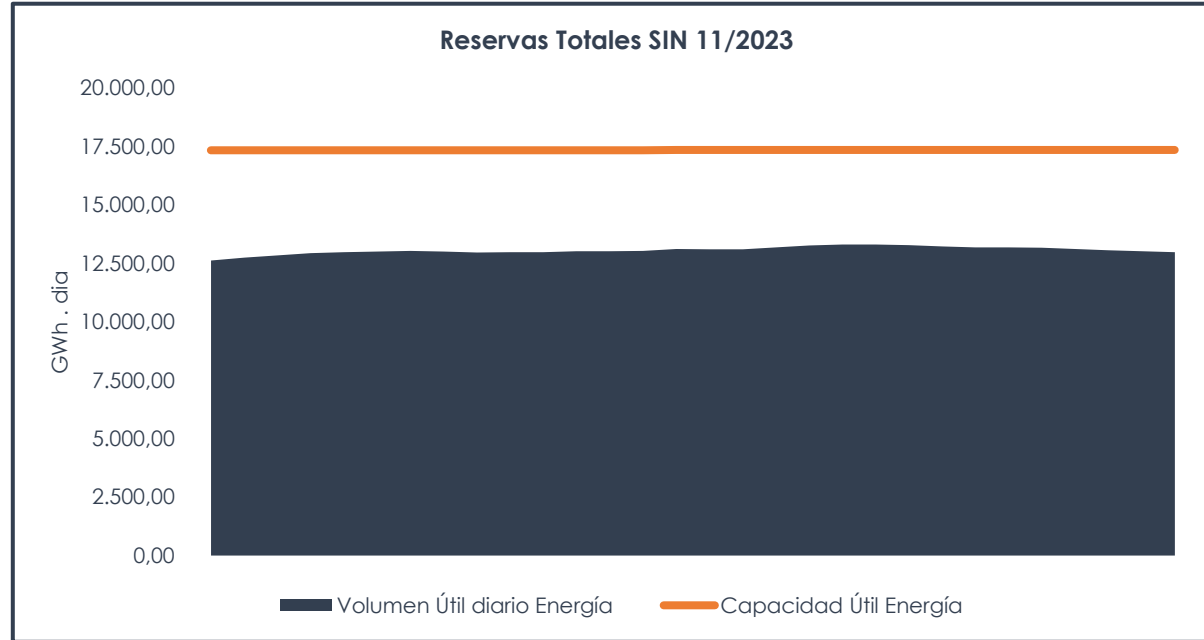 Reservas Totales SIN 11/2023
20.000,00
17.500,00
15.000,00
12.500,00
10.000,00
7.500,00
5.000,00
2.500,00
0,00
GWh . dia
Volumen Útil diario Energía
Capacidad Útil Energía